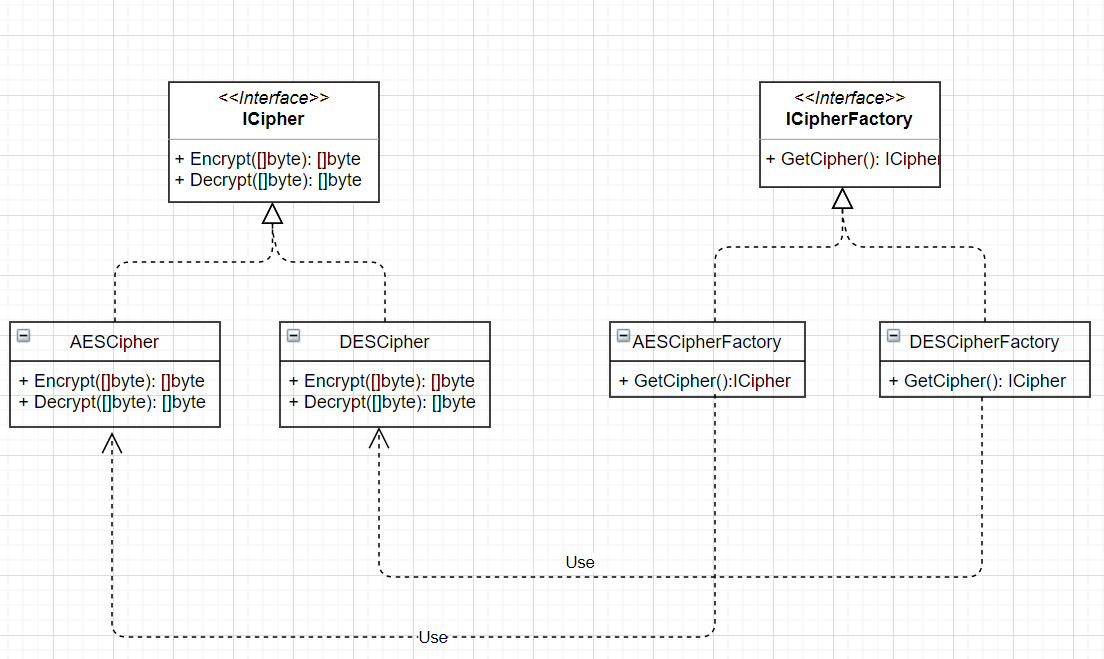 <<Interface>>
ICipher
+ Encrypt([]byte): []byte
+ Decrypt([]byte): []byte
<<Interface>>
ICipherFactory
+ GetCipher(): ICipher
AESCipher
+ Encrypt([]byte): []byte
+ Decrypt([]byte): []byte
DESCipher
+ Encrypt([]byte): []byte
+ Decrypt([]byte): []byte
AESCipherFactory
+ GetCipher():ICipher
DESCipherFactory
+ GetCipher(): ICipher
Use
Use